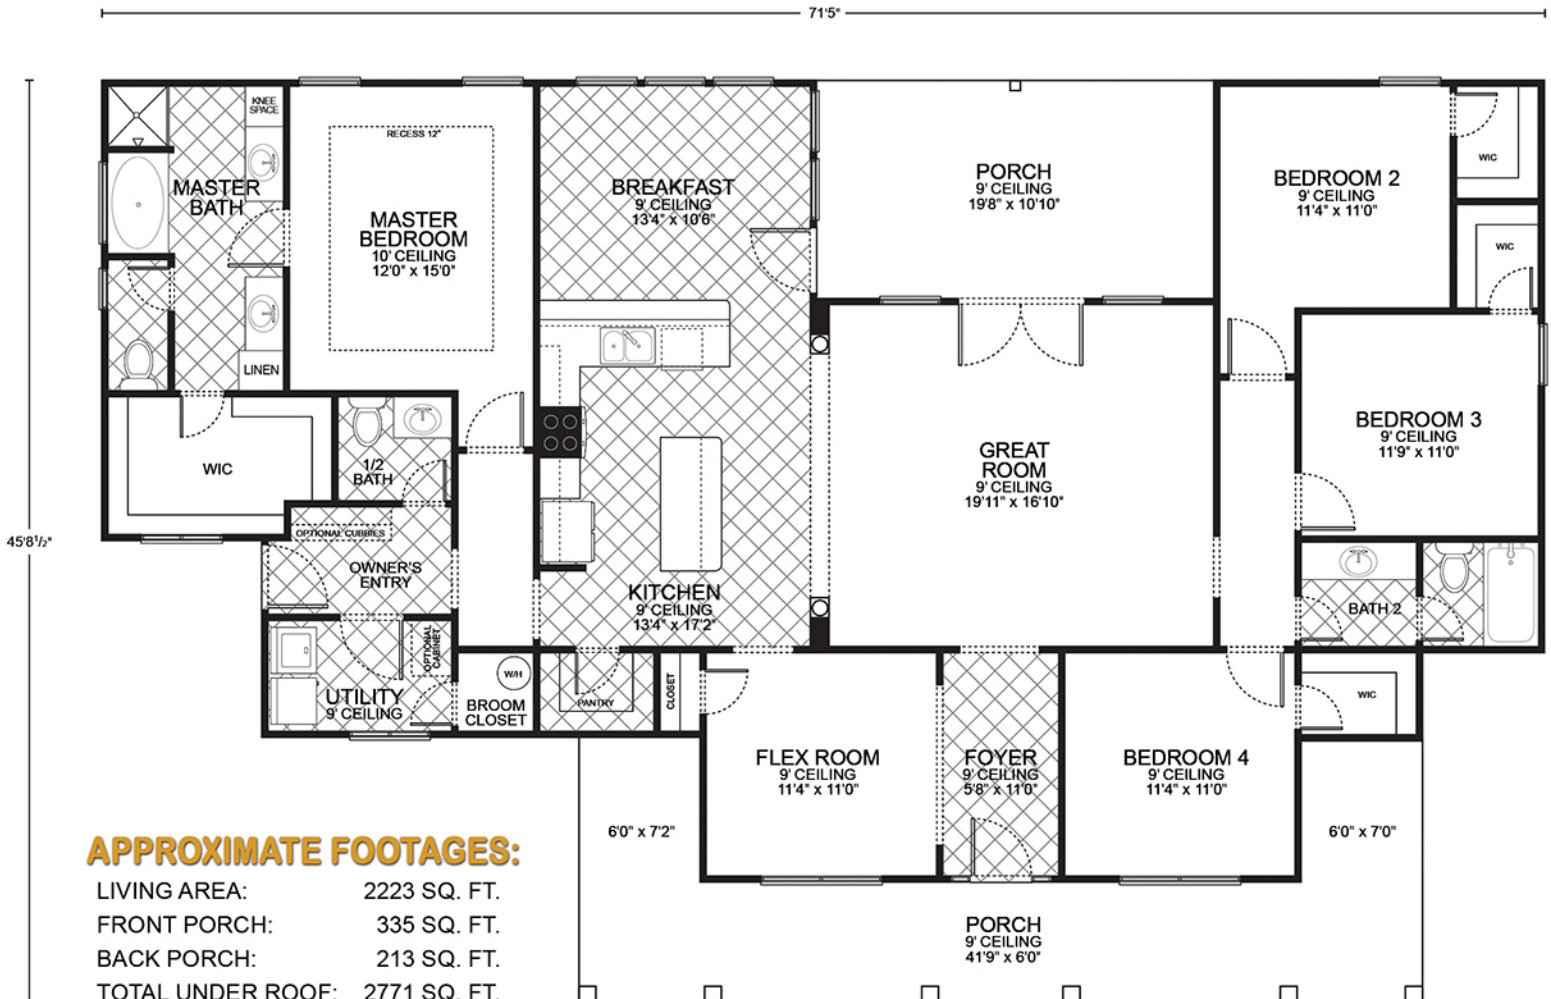 71'5"
KNEE
SPACE
MASTER
BATH
LINEN
RECESS 12"
MASTER
BEDROOM
10' CEILING
12'0" x 15'0"
BREAKFAST
9' CEILING
13'4" x 10'6"
PORCH
9' CEILING
19'8" x 10'10"
BEDROOM 2
9' CEILING
11'4" x 11'0"
WIC
WIC
BEDROOM 3
9' CEILING
11'9" x 11'0"
GREAT
ROOM
9' CEILING
19'11" x 16'10"
WIC
1/2
BATH
45'8½"
OPTIONAL CUBBIES
OWNER'S
ENTRY
KITCHEN
9' CEILING
13'4" x 17'2"
BATH 2
OPTIONAL
CABINET
UTILITY
9' CEILING
W/H
BROOM
CLOSET
PANTRY
CLOSET
WIC
FLEX ROOM
9' CEILING
11'4" x 11'0"
FOYER
9' CEILING
5'8" x 11'0"
BEDROOM 4
9' CEILING
11'4" x 11'0"
6'0" x 7'2"
6'0" x 7'0"
PORCH
9' CEILING
41'9" x 6'0"
APPROXIMATE FOOTAGES:
LIVING AREA: 2223 SQ. FT.
FRONT PORCH: 335 SQ. FT.
BACK PORCH: 213 SQ. FT.
TOTAL UNDER ROOF: 2771 SQ. FT.